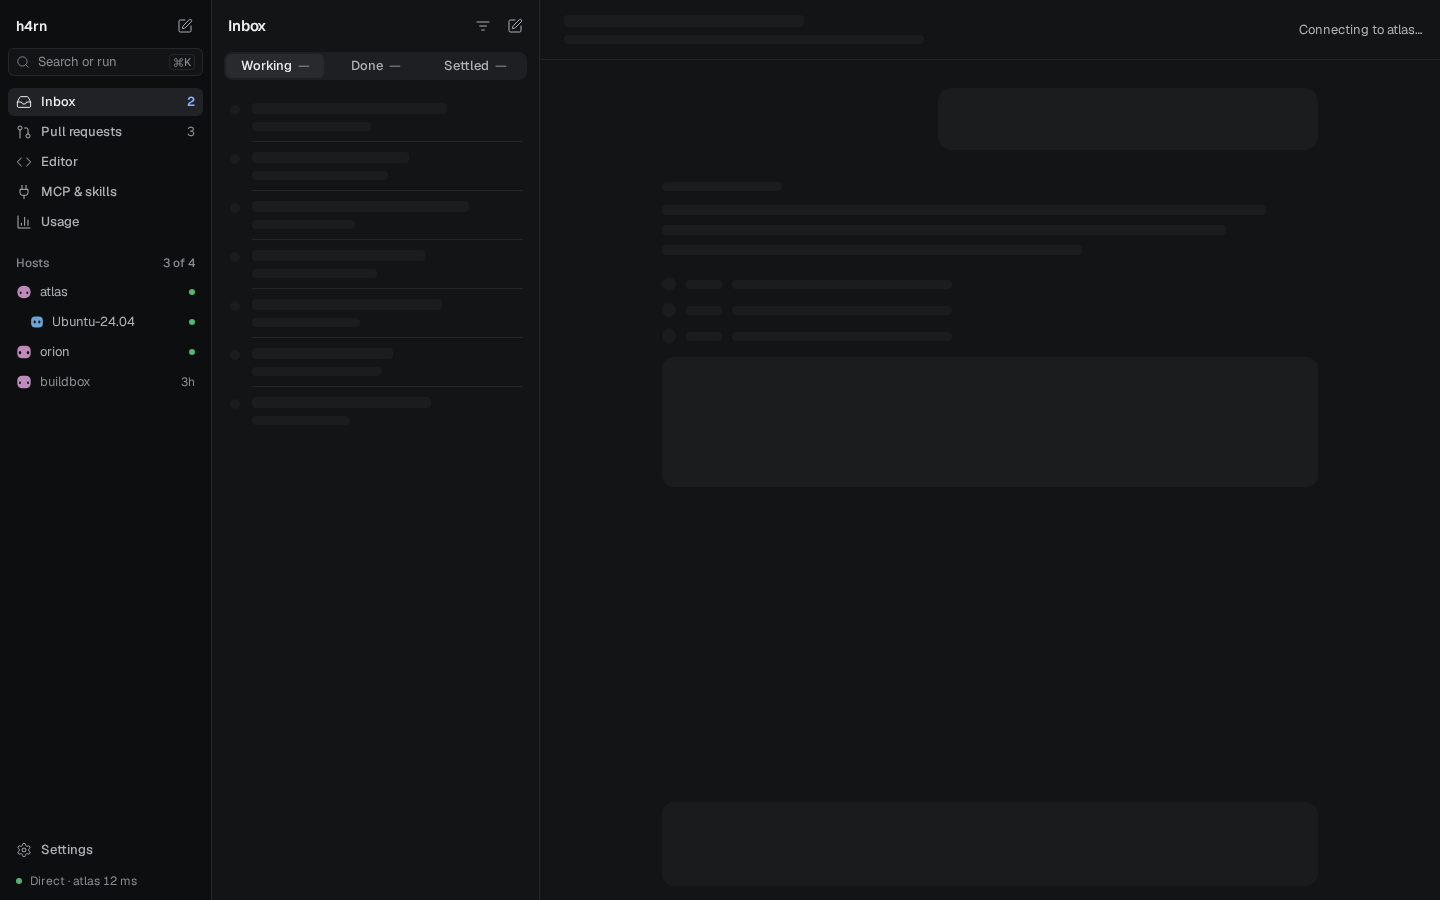 h4rn
Search or run
⌘K
Inbox 2
Pull requests 3
Editor
MCP & skills
Usage
Hosts 3 of 4
atlas
Ubuntu-24.04
orion
buildbox 3h
Settings
Direct · atlas 12 ms
Inbox
Working —
Done —
Settled —
Connecting to atlas…